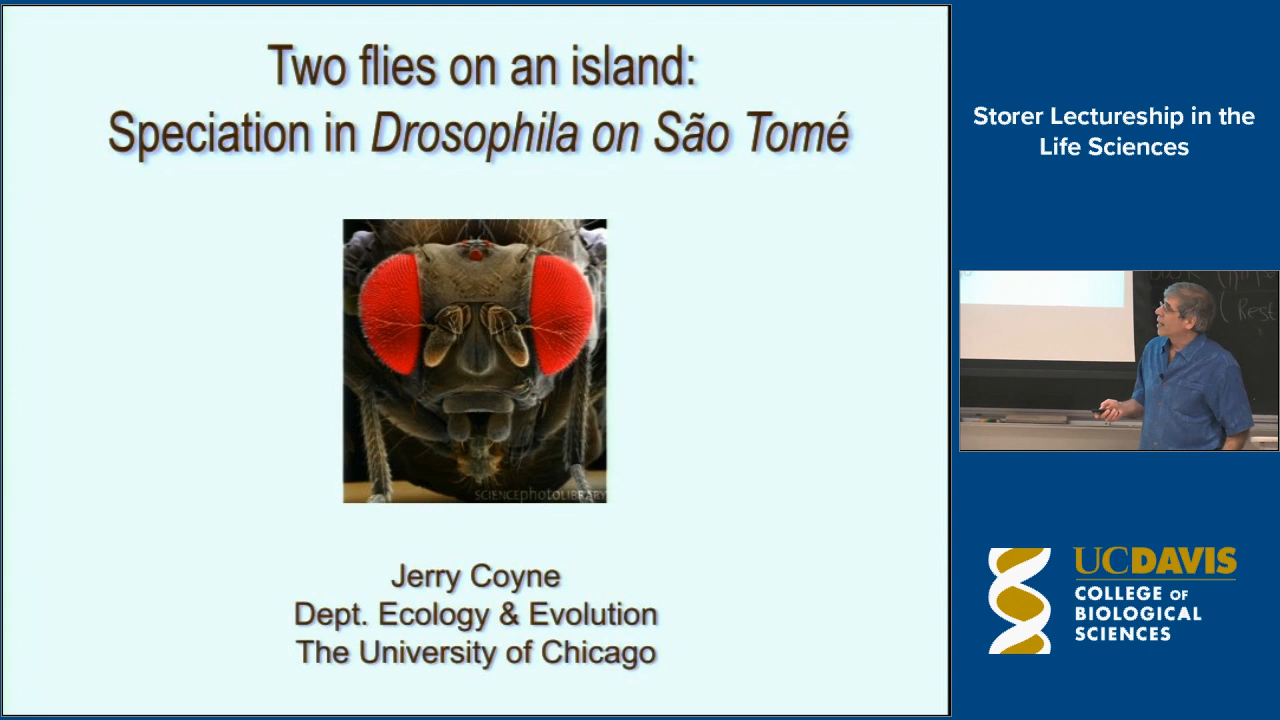 Two flies on an island:
Speciation in Drosophila on São Tomé
SCIENCEphotoLIBRARY
Jerry Coyne
Dept. Ecology & Evolution
The University of Chicago
Storer Lectureship in the
Life Sciences
( Rest
UCDAVIS
COLLEGE OF
BIOLOGICAL
SCIENCES